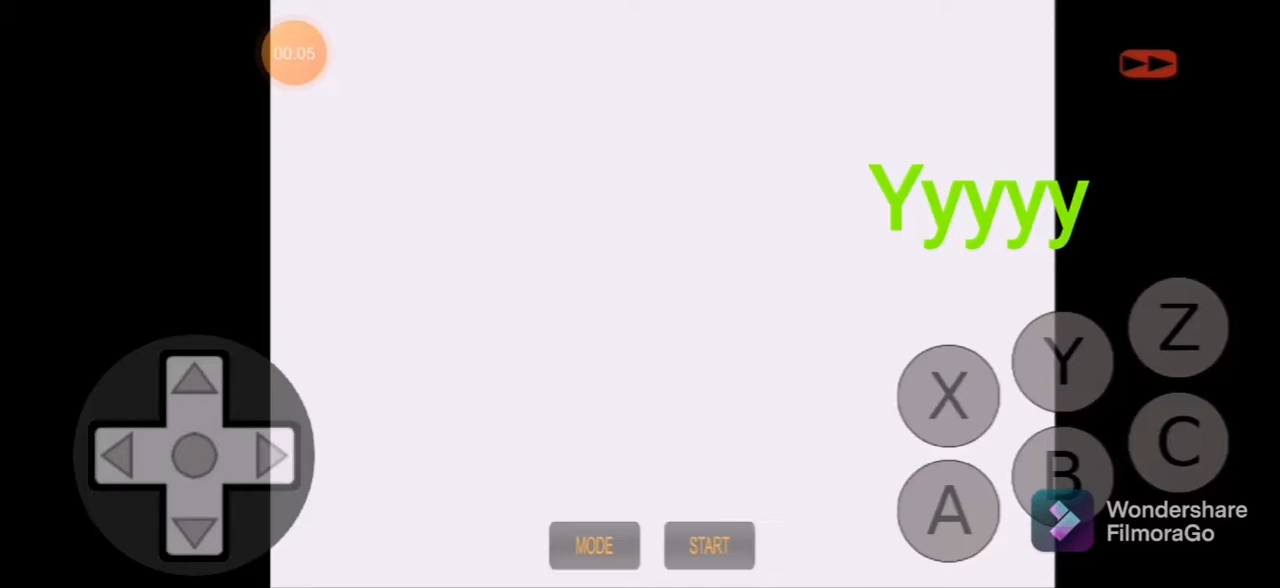 00:05
Yyyyy
Z
Y
X
C
B
A
MODE
START
Wondershare
FilmoraGo